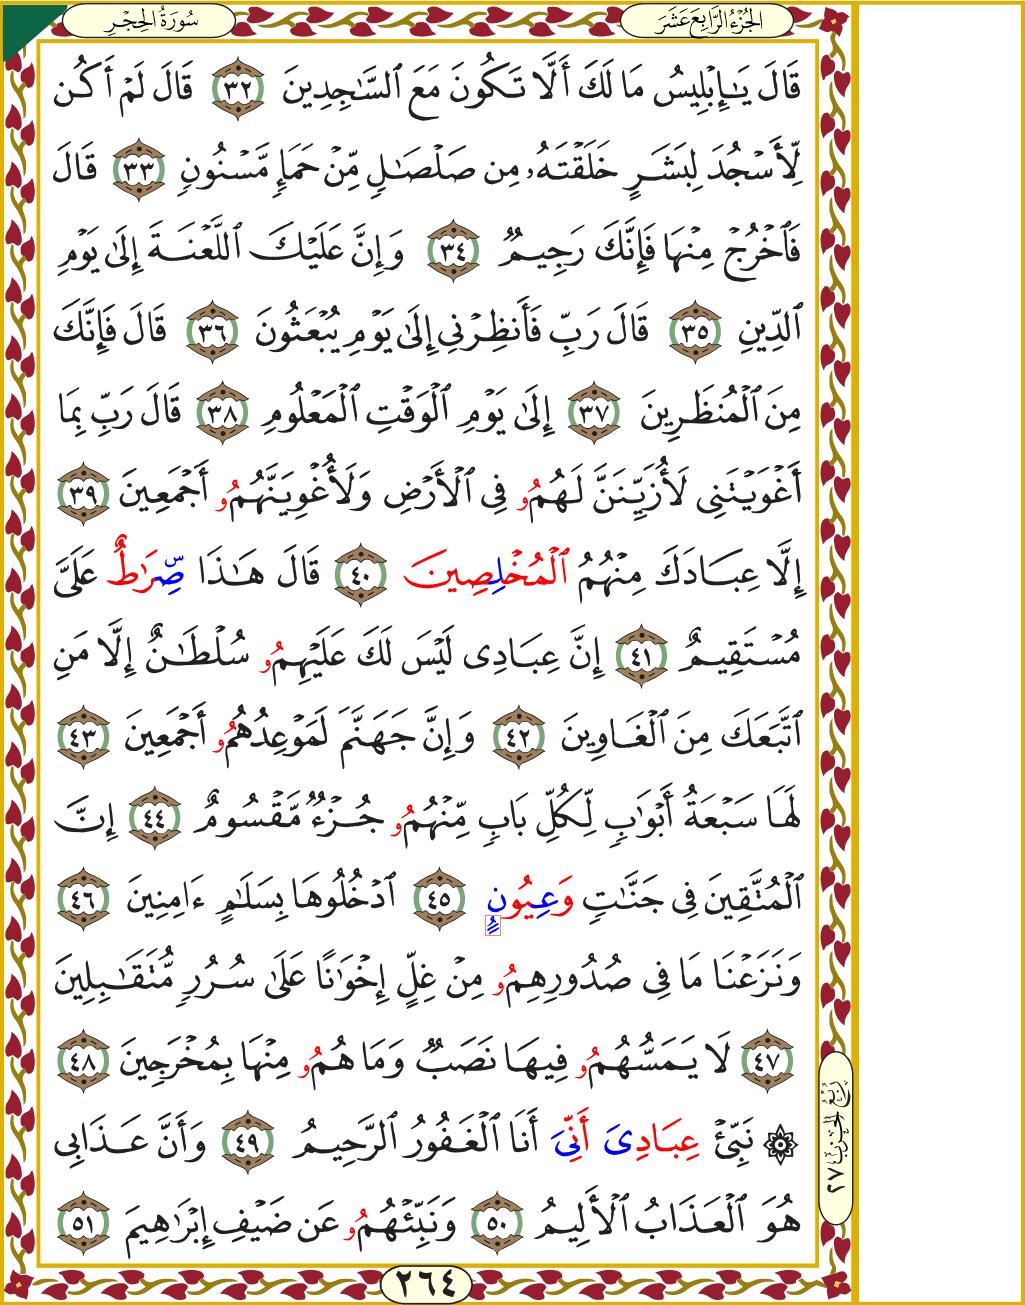 سُورَةُ الحِجْرِ
الجُزْءُ الرَّابِعَ عَشَرَ
قَالَ يَـٰٓإِبْلِيسُ مَا لَكَ أَلَّا تَكُونَ مَعَ ٱلسَّـٰجِدِينَ ٣٢ قَالَ لَمْ أَكُن
لِّأَسْجُدَ لِبَشَرٍ خَلَقْتَهُۥ مِن صَلْصَـٰلٍ مِّنْ حَمَإٍ مَّسْنُونٍ ٣٣ قَالَ
فَٱخْرُجْ مِنْهَا فَإِنَّكَ رَجِيمٌ ٣٤ وَإِنَّ عَلَيْكَ ٱللَّعْنَةَ إِلَىٰ يَوْمِ
ٱلدِّينِ ٣٥ قَالَ رَبِّ فَأَنظِرْنِى إِلَىٰ يَوْمِ يُبْعَثُونَ ٣٦ قَالَ فَإِنَّكَ
مِنَ ٱلْمُنظَرِينَ ٣٧ إِلَىٰ يَوْمِ ٱلْوَقْتِ ٱلْمَعْلُومِ ٣٨ قَالَ رَبِّ بِمَا
أَغْوَيْتَنِى لَأُزَيِّنَنَّ لَهُمُۥ فِى ٱلْأَرْضِ وَلَأُغْوِيَنَّهُمُۥ أَجْمَعِينَ ٣٩
إِلَّا عِبَادَكَ مِنْهُمُ ٱلْمُخْلِصِينَ ٤٠ قَالَ هَـٰذَا صِّرَٰطٌ عَلَىَّ
مُسْتَقِيمٌ ٤١ إِنَّ عِبَادِى لَيْسَ لَكَ عَلَيْهِمُۥ سُلْطَـٰنٌ إِلَّا مَنِ
ٱتَّبَعَكَ مِنَ ٱلْغَاوِينَ ٤٢ وَإِنَّ جَهَنَّمَ لَمَوْعِدُهُمُۥ أَجْمَعِينَ ٤٣
لَهَا سَبْعَةُ أَبْوَٰبٍ لِّكُلِّ بَابٍ مِّنْهُمُۥ جُزْءٌ مَّقْسُومٌ ٤٤ إِنَّ
ٱلْمُتَّقِينَ فِى جَنَّـٰتٍ وَعِيُونٍ ٤٥ ٱدْخُلُوهَا بِسَلَـٰمٍ ءَامِنِينَ ٤٦
وَنَزَعْنَا مَا فِى صُدُورِهِمُۥ مِنْ غِلٍّ إِخْوَٰنًا عَلَىٰ سُرُرٍ مُّتَقَـٰبِلِينَ
٤٧ لَا يَمَسُّهُمُۥ فِيهَا نَصَبٌ وَمَا هُمُۥ مِنْهَا بِمُخْرَجِينَ ٤٨
۞ نَبِّئْ عِبَادِىَ أَنِّىَ أَنَا ٱلْغَفُورُ ٱلرَّحِيمُ ٤٩ وَأَنَّ عَذَابِى
هُوَ ٱلْعَذَابُ ٱلْأَلِيمُ ٥٠ وَنَبِّئْهُمُۥ عَن ضَيْفِ إِبْرَٰهِيمَ ٥١
رُبْعُ الحِزْبِ ٢٧
٢٦٤